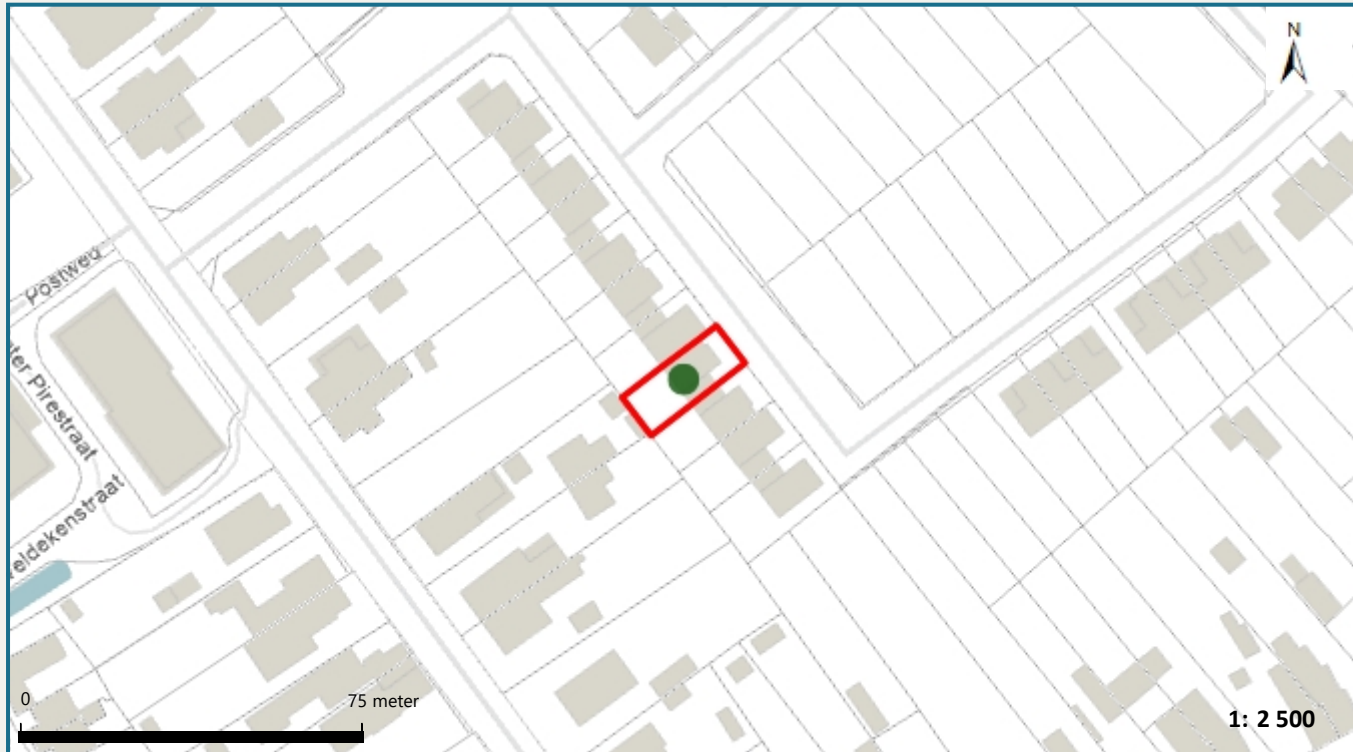 N
Postweg
ter Pirestraat
eldekenstraat
0
75 meter
1: 2 500